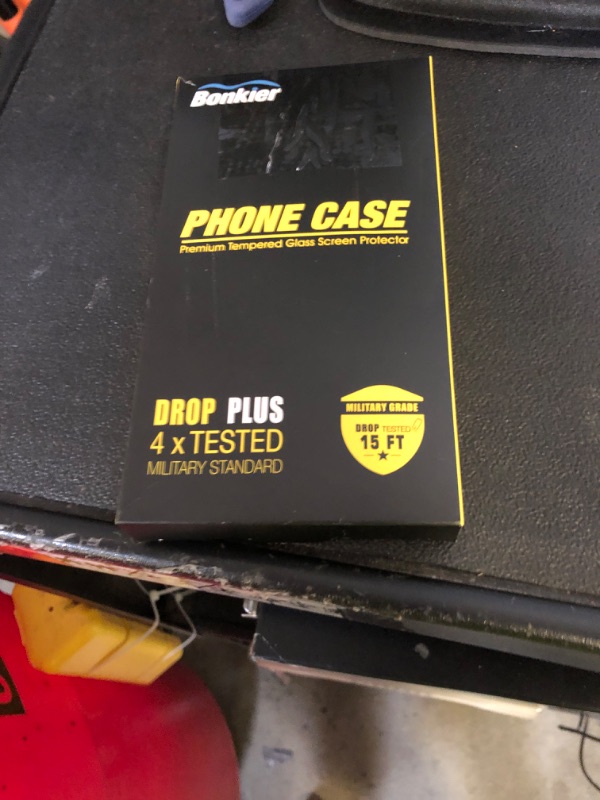 Bonkier
PHONE CASE
Premium Tempered Glass Screen Protector
DROP PLUS
4 x TESTED
MILITARY STANDARD
MILITARY GRADE
DROP TESTED
15 FT